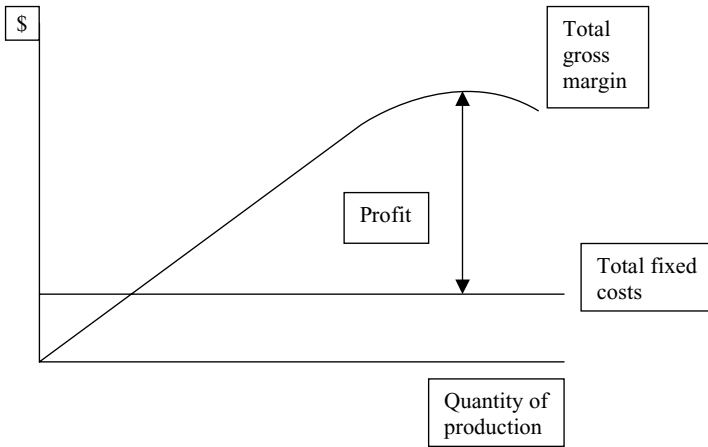 $
Total
gross
margin
Profit
Total fixed
costs
Quantity of
production